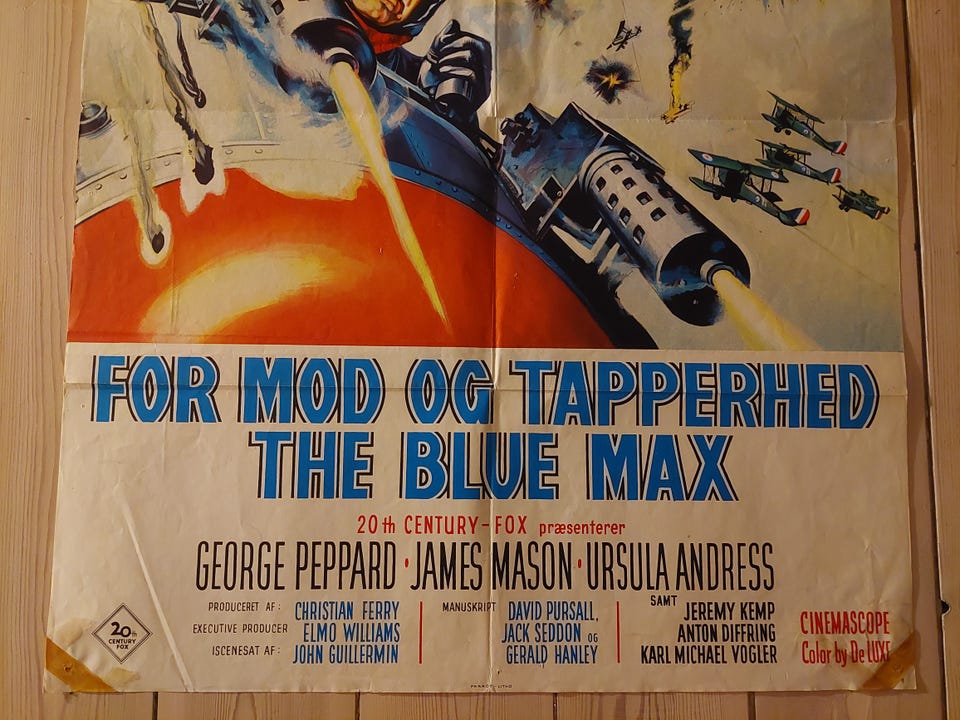 FOR MOD OG TAPPERHED
THE BLUE MAX
20th CENTURY-FOX præsenterer
GEORGE PEPPARD · JAMES MASON · URSULA ANDRESS
PRODUCERET AF: CHRISTIAN FERRY
EXECUTIVE PRODUCER ELMO WILLIAMS
ISCENESAT AF: JOHN GUILLERMIN
MANUSKRIPT DAVID PURSALL,
JACK SEDDON OG
GERALD HANLEY
SAMT JEREMY KEMP
ANTON DIFFRING
KARL MICHAEL VOGLER
CINEMASCOPE
Color by De LUXE
20th
CENTURY
FOX